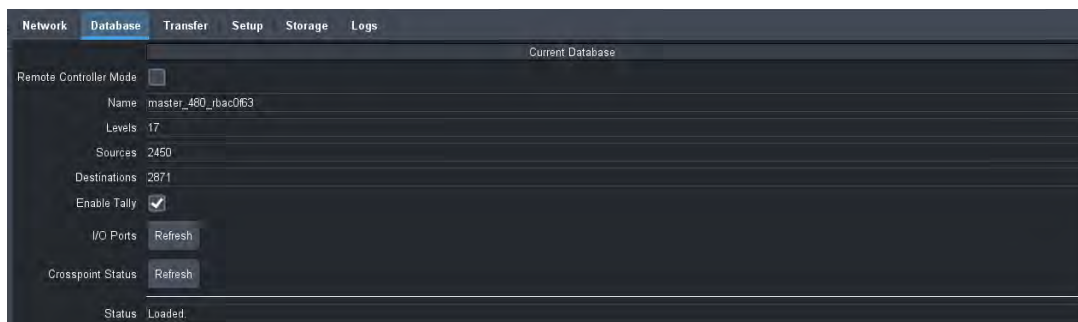 Network Database Transfer Setup Storage Logs
Current Database
Remote Controller Mode
Name master_480_rbac0f63
Levels 17
Sources 2450
Destinations 2871
Enable Tally
I/O Ports Refresh
Crosspoint Status Refresh
Status Loaded.